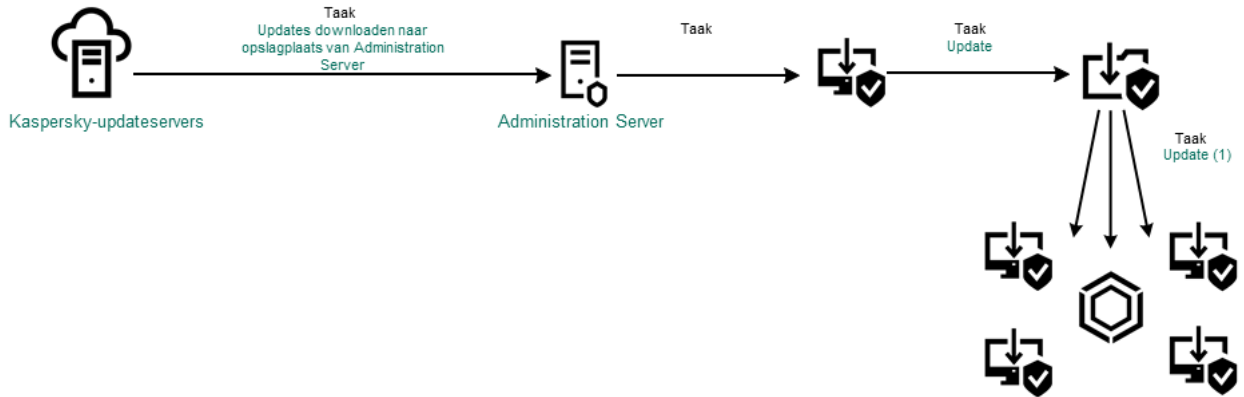 Taak
Updates downloaden naar
opslagplaats van Administration
Server
Kaspersky-updateservers
Administration Server
Taak
Taak
Update
Taak
Update (1)